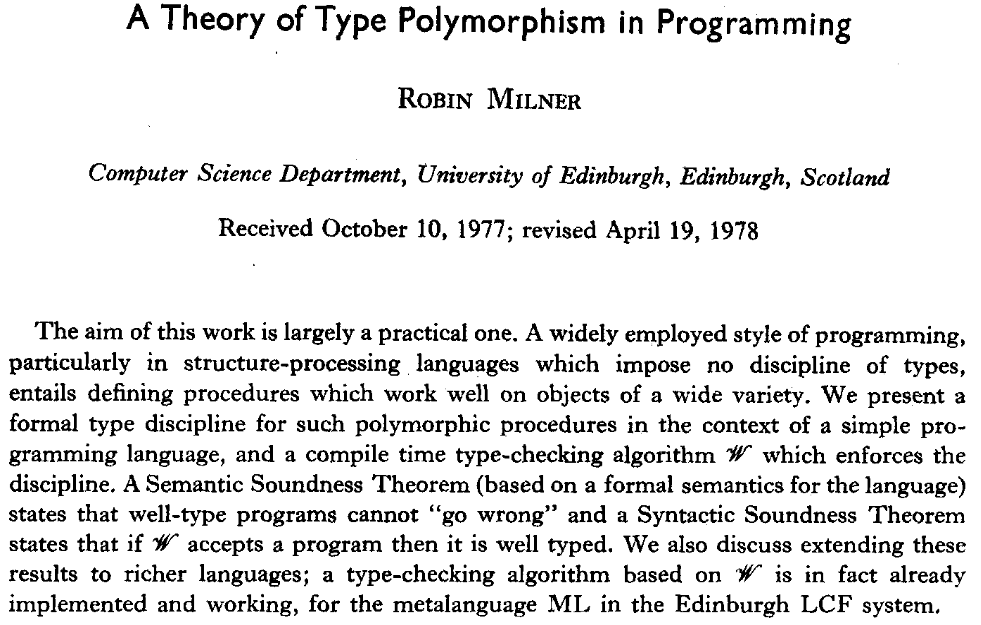 A Theory of Type Polymorphism in Programming
ROBIN MILNER
Computer Science Department, University of Edinburgh, Edinburgh, Scotland
Received October 10, 1977; revised April 19, 1978
The aim of this work is largely a practical one. A widely employed style of programming,
particularly in structure-processing languages which impose no discipline of types,
entails defining procedures which work well on objects of a wide variety. We present a
formal type discipline for such polymorphic procedures in the context of a simple pro-
gramming language, and a compile time type-checking algorithm 𝒲 which enforces the
discipline. A Semantic Soundness Theorem (based on a formal semantics for the language)
states that well-type programs cannot “go wrong” and a Syntactic Soundness Theorem
states that if 𝒲 accepts a program then it is well typed. We also discuss extending these
results to richer languages; a type-checking algorithm based on 𝒲 is in fact already
implemented and working, for the metalanguage ML in the Edinburgh LCF system.